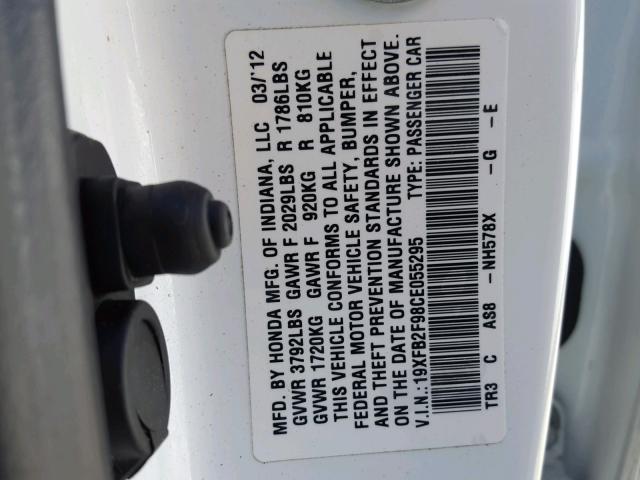 MFD. BY HONDA MFG. OF INDIANA, LLC 03/'12
GVWR 3792LBS GAWR F 2029LBS R 1786LBS
GVWR 1720KG GAWR F 920KG R 810KG
THIS VEHICLE CONFORMS TO ALL APPLICABLE
FEDERAL MOTOR VEHICLE SAFETY, BUMPER,
AND THEFT PREVENTION STANDARDS IN EFFECT
ON THE DATE OF MANUFACTURE SHOWN ABOVE.
V.I.N.:19XFB2F98CE055295 TYPE: PASSENGER CAR
TR3 C AS8 -NH578X -G -E